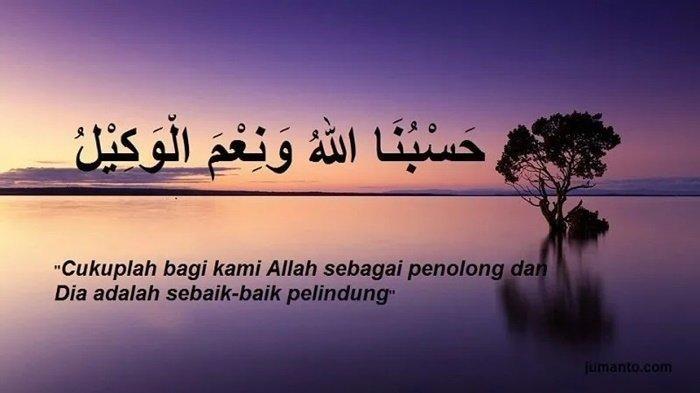 حَسْبُنَا اللهُ وَنِعْمَ الْوَكِيْلُ
"Cukuplah bagi kami Allah sebagai penolong dan
Dia adalah sebaik-baik pelindung"
jumanto.com